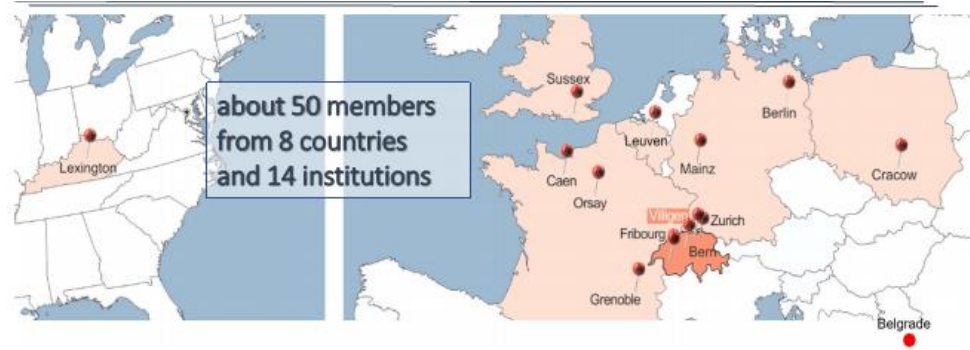 about 50 members
from 8 countries
and 14 institutions
Lexington
Sussex
Berlin
Leuven
Mainz
Cracow
Caen
Orsay
Villigen
Zurich
Fribourg
Bern
Grenoble
Belgrade